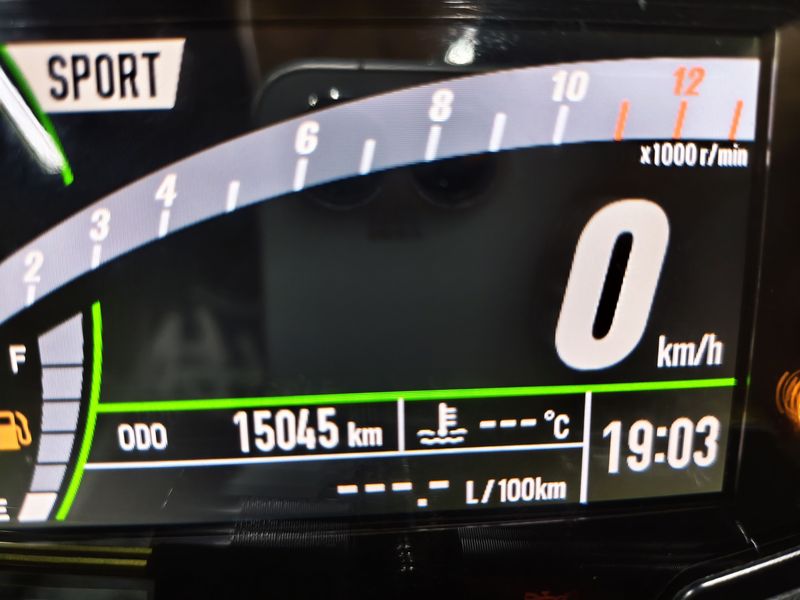 SPORT
2 3 4 6 8 10 12
x1000 r/min
0 km/h
F
E
ODO 15045 km
---°C
19:03
---.- L/100km